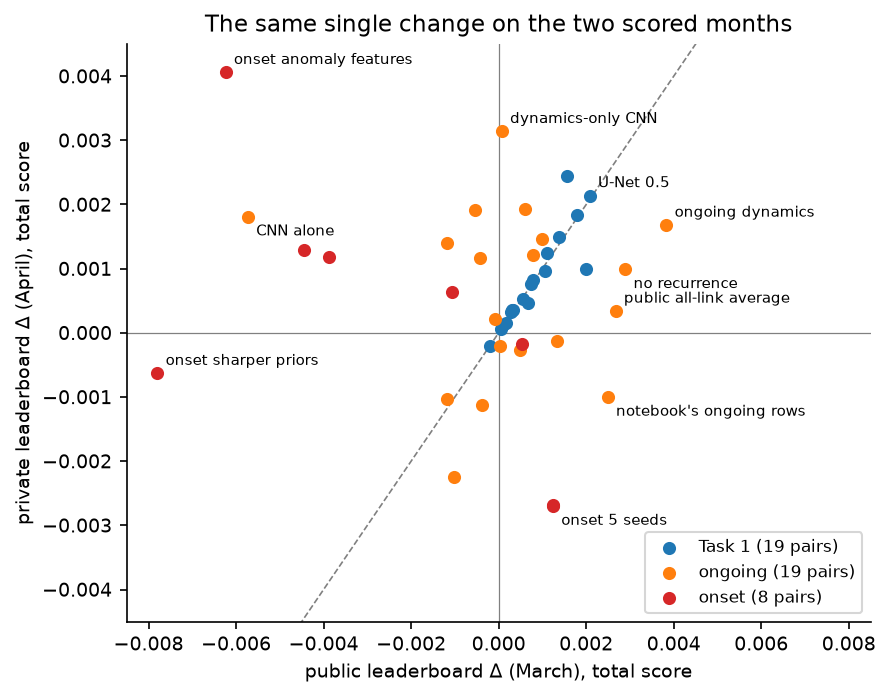 The same single change on the two scored months
onset anomaly features
dynamics-only CNN
U-Net 0.5
ongoing dynamics
CNN alone
no recurrence
public all-link average
onset sharper priors
notebook's ongoing rows
onset 5 seeds
0.004
0.003
0.002
0.001
0.000
−0.001
−0.002
−0.003
−0.004
private leaderboard Δ (April), total score
Task 1 (19 pairs)
ongoing (19 pairs)
onset (8 pairs)
−0.008 −0.006 −0.004 −0.002 0.000 0.002 0.004 0.006 0.008
public leaderboard Δ (March), total score